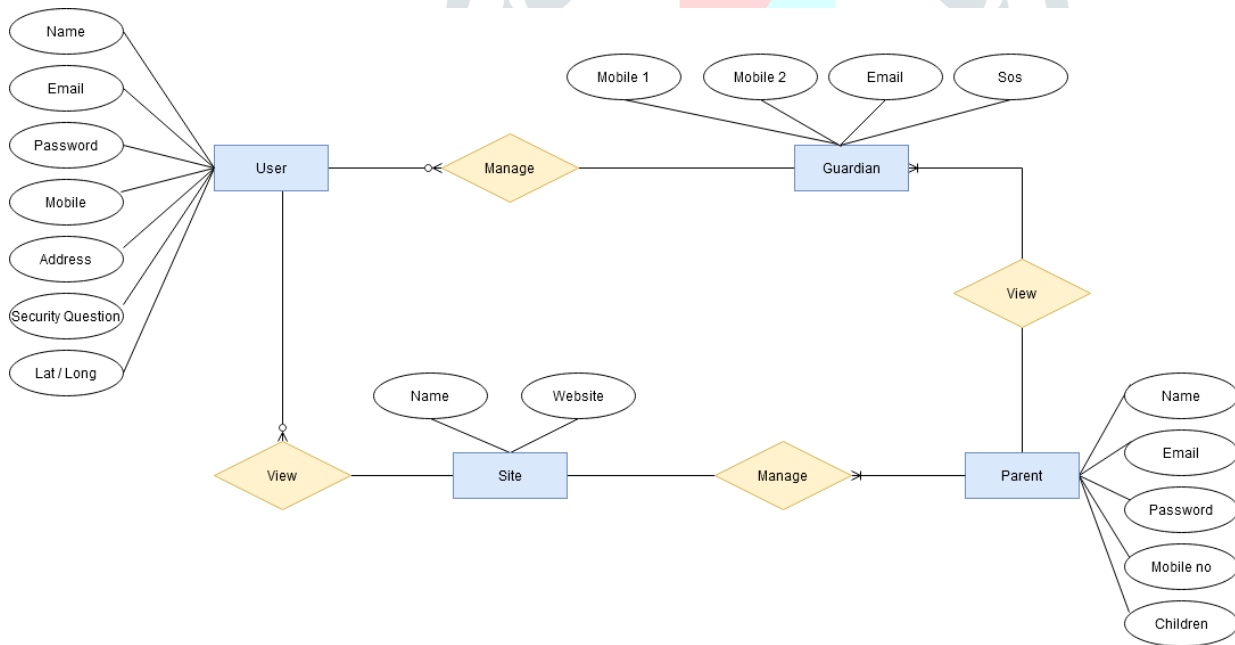 Name
Email
Password
Mobile
Address
Security Question
Lat / Long
User
Manage
Mobile 1
Mobile 2
Email
Sos
Guardian
View
View
Name
Website
Site
Manage
Parent
Name
Email
Password
Mobile no
Children